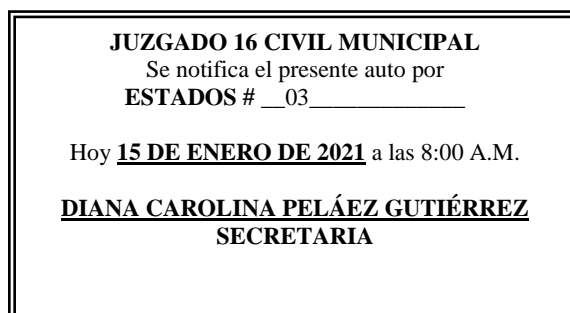 JUZGADO 16 CIVIL MUNICIPAL
Se notifica el presente auto por
ESTADOS # __03______________
Hoy 15 DE ENERO DE 2021 a las 8:00 A.M.
DIANA CAROLINA PELÁEZ GUTIÉRREZ
SECRETARIA